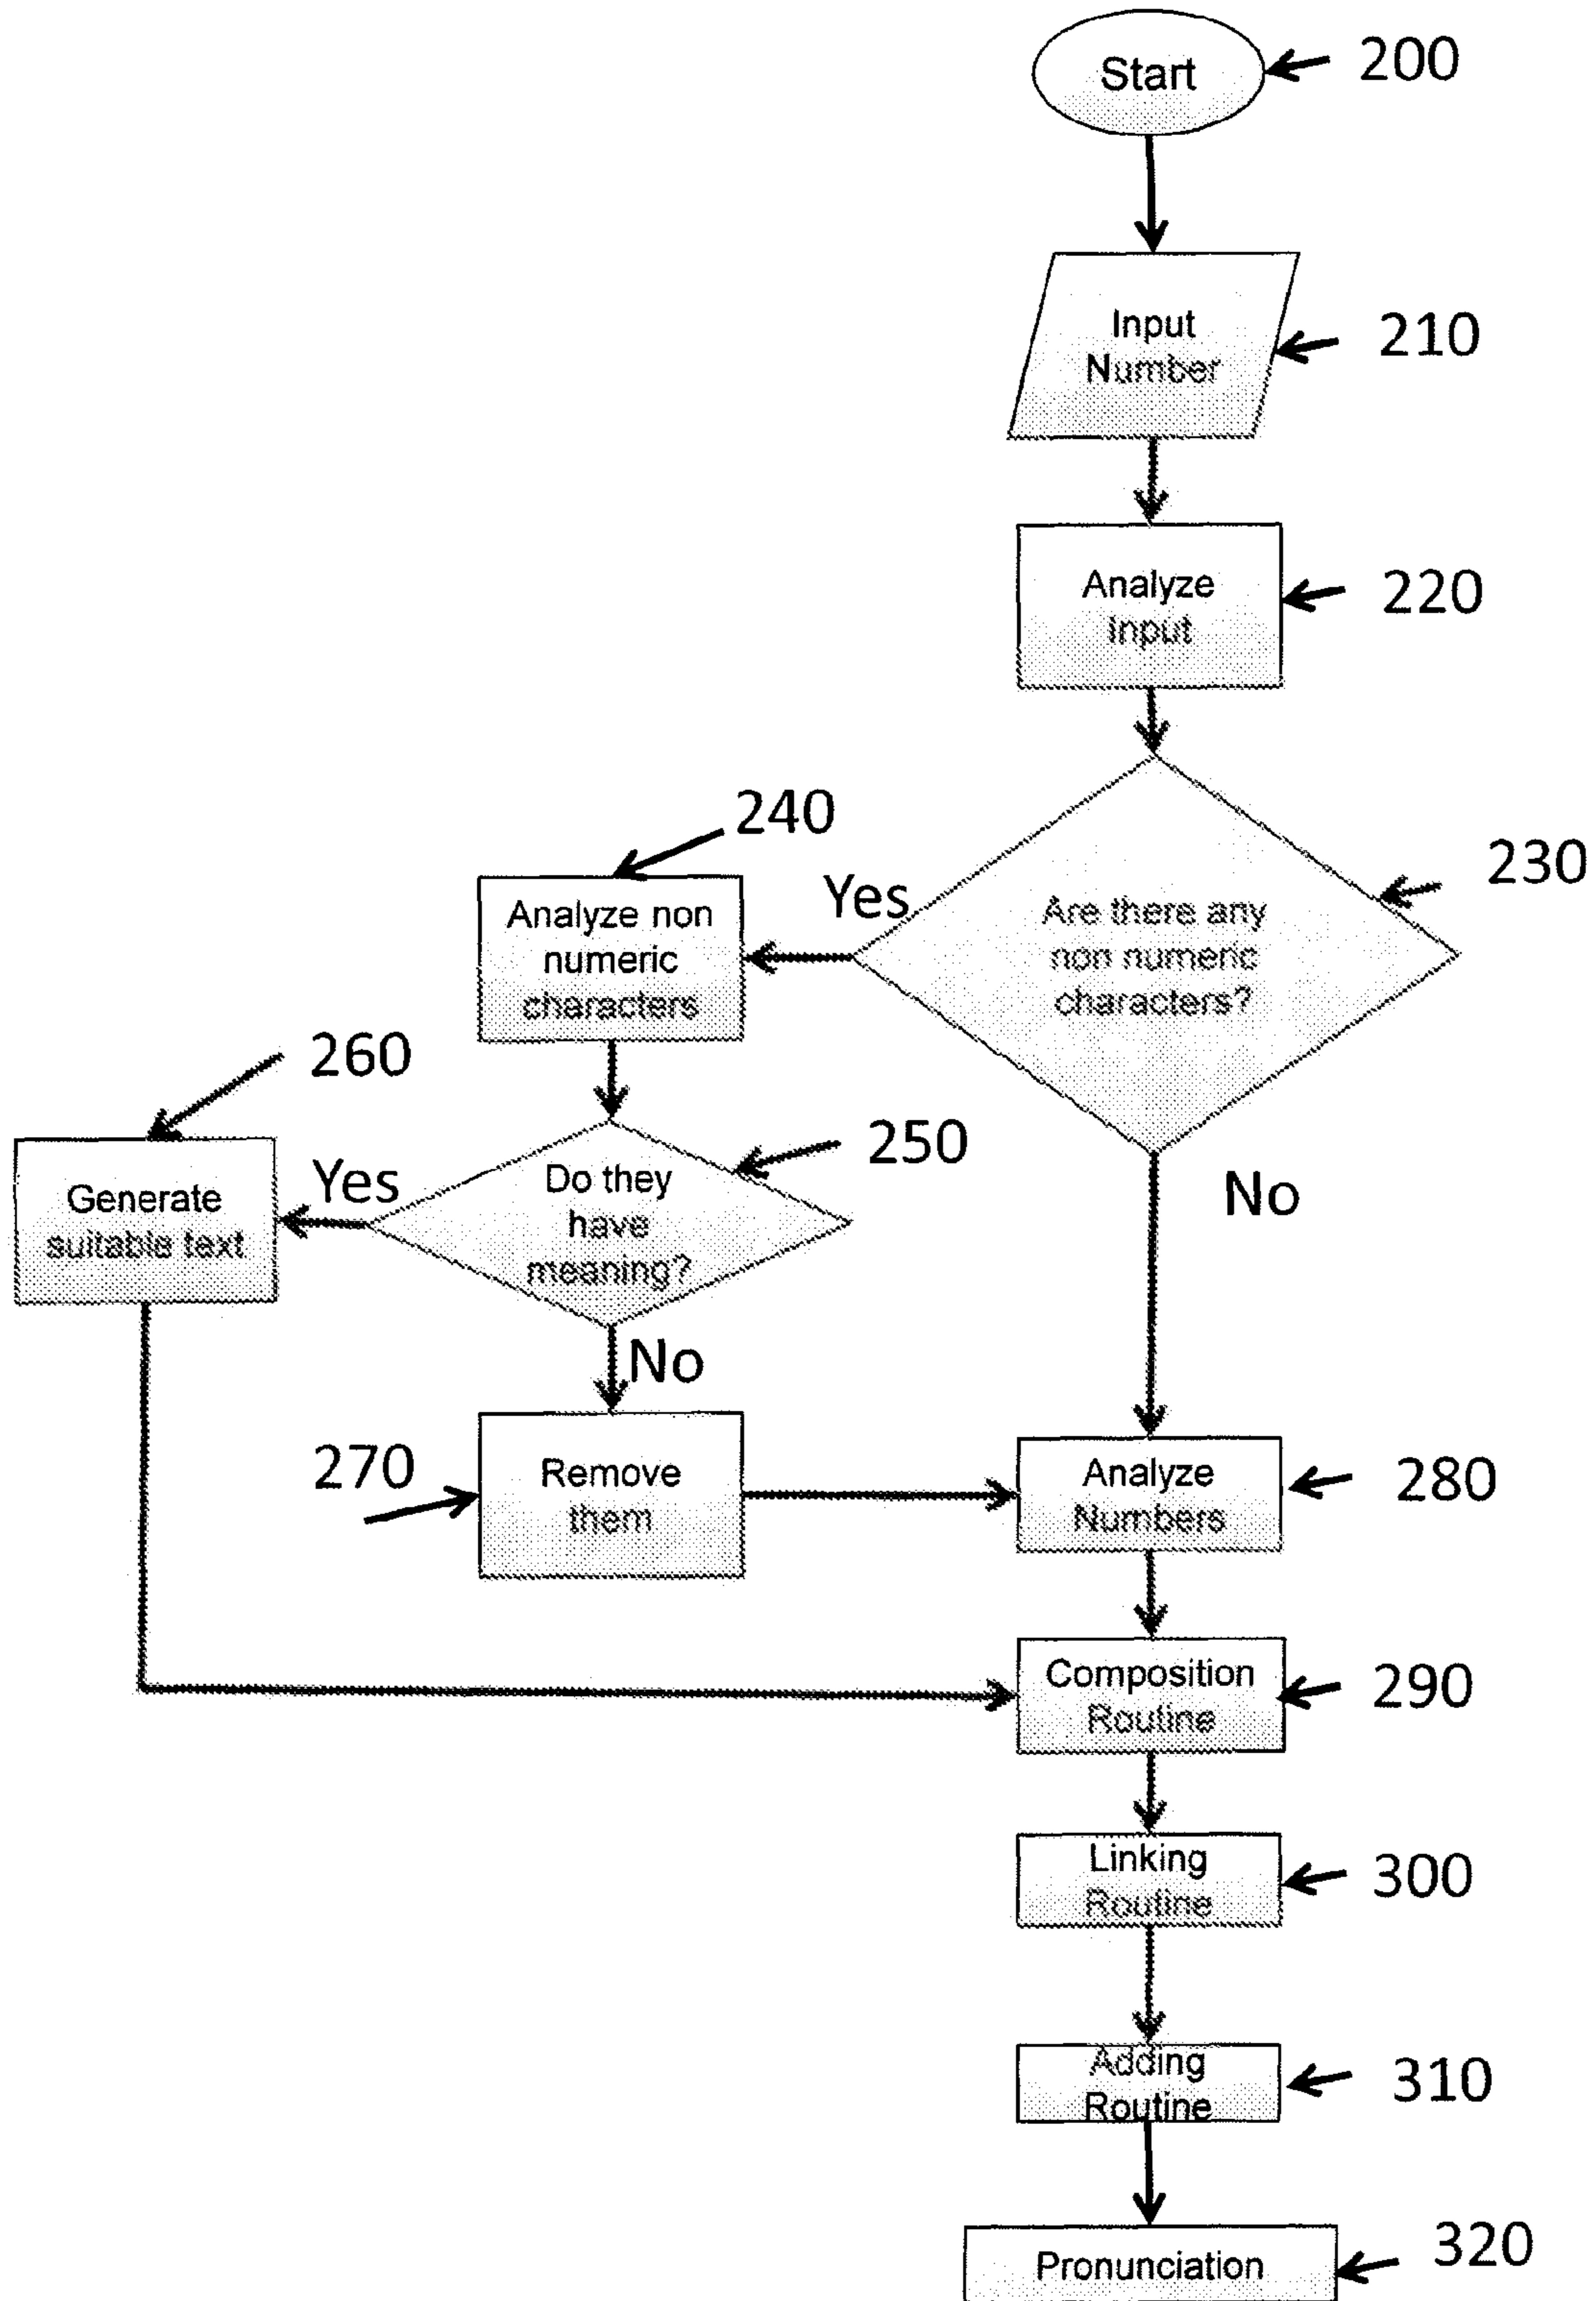 Start
200
Input
Number
210
Analyze
Input
220
240
230
Yes
Are there any
non numeric
characters?
Analyze non
numeric
characters
260
250
No
Generate
suitable text
Yes
Do they
have
meaning?
No
270
Remove
them
Analyze
Numbers
280
Composition
Routine
290
Linking
Routine
300
Adding
Routine
310
Pronunciation
320